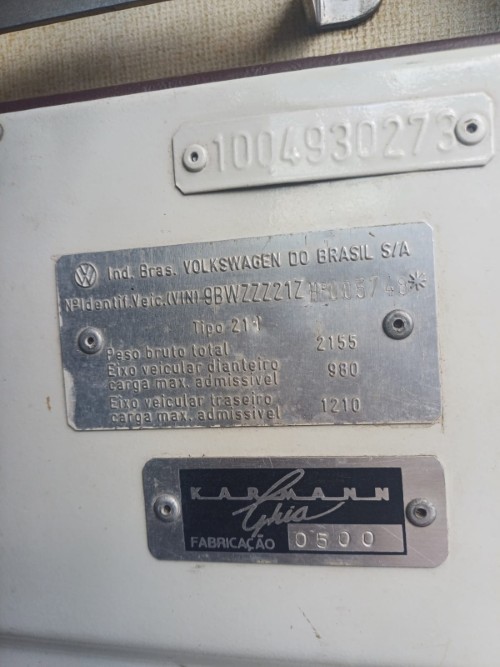 1004930273
Ind. Bras. VOLKSWAGEN DO BRASIL S/A
Nº Identif. Veic. (VIN) 9BWZZZ21Z
Tipo 211
Peso bruto total 2155
Eixo veicular dianteiro
carga max. admissivel 980
Eixo veicular traseiro
carga max. admissivel 1210
KARMANN
Ghia
FABRICAÇÃO 0500